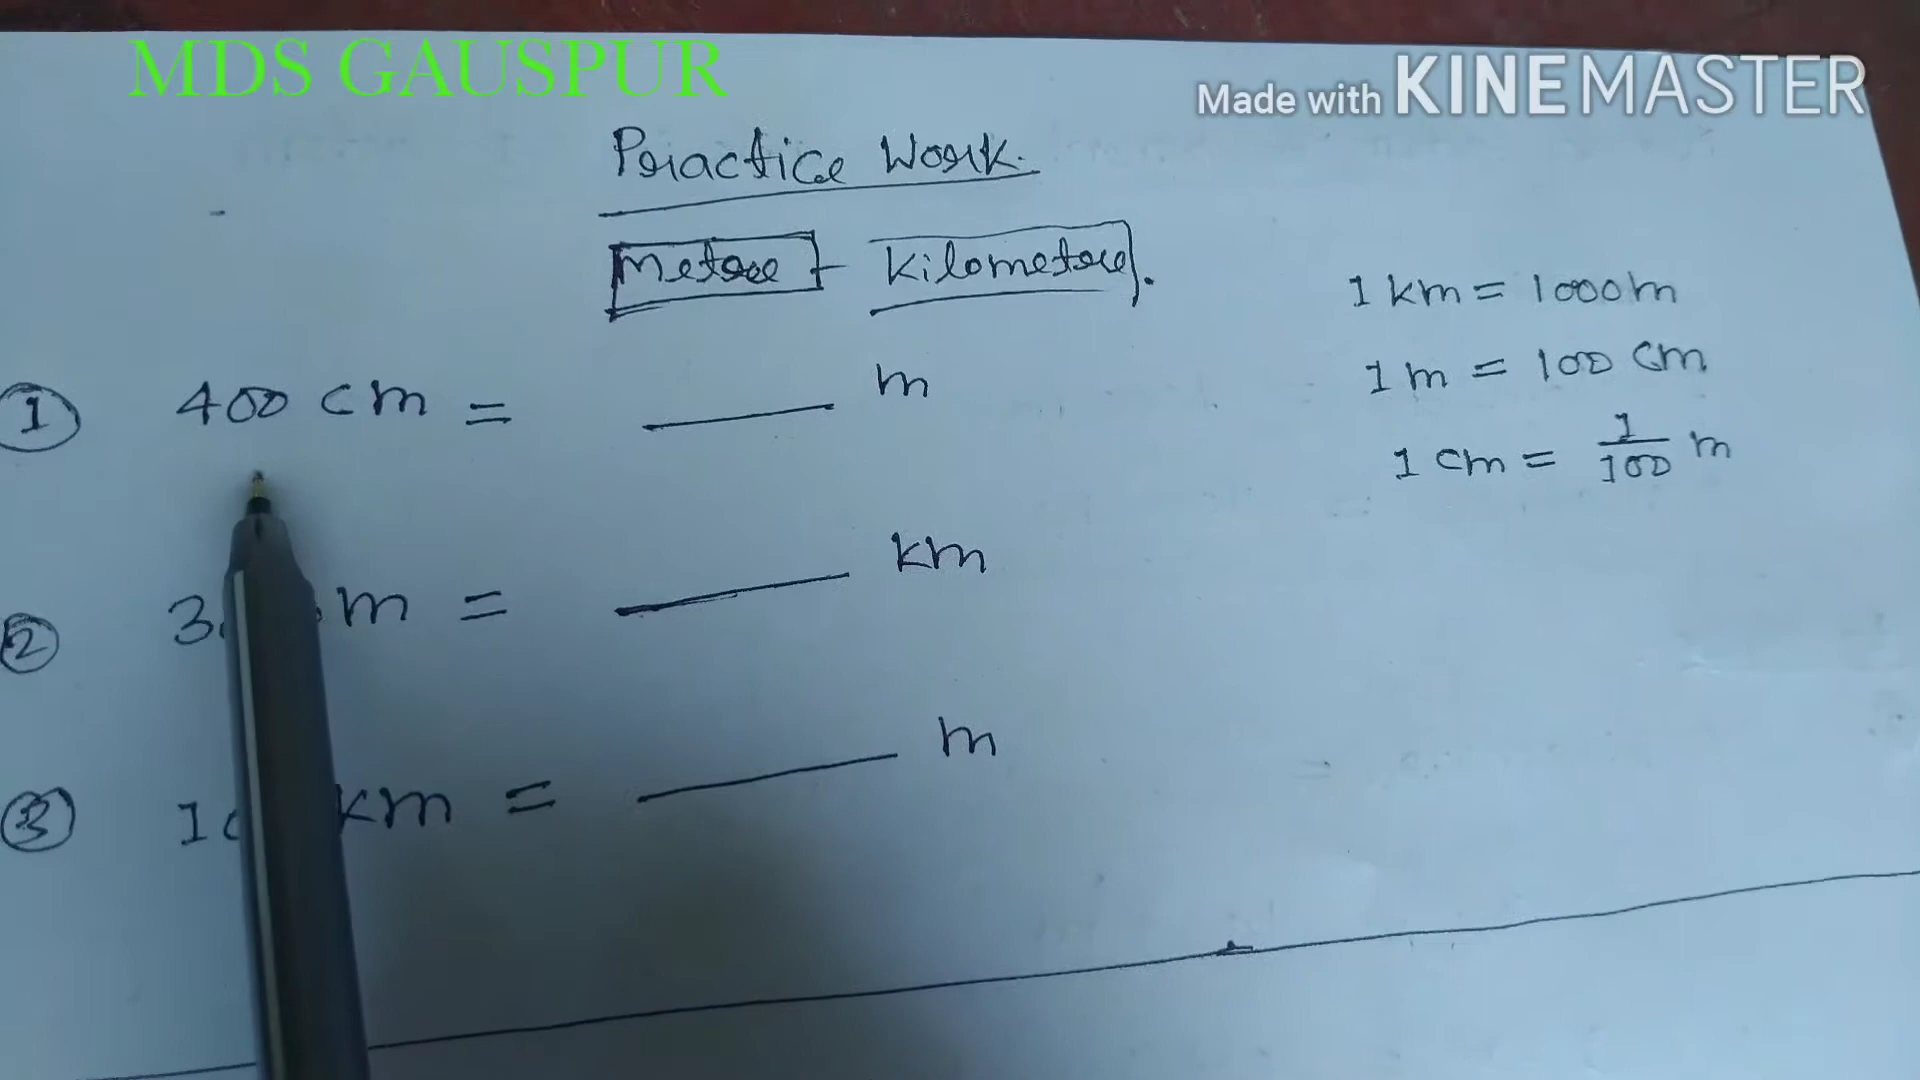 MDS GAUSPUR
Made with KINEMASTER
Practice Work.
Metre - Kilometre.
1 km = 1000m
1 m = 100 cm
1 cm = 1/100 m
1 400 cm = ____ m
2 m = ____ km
3 km = ____ m